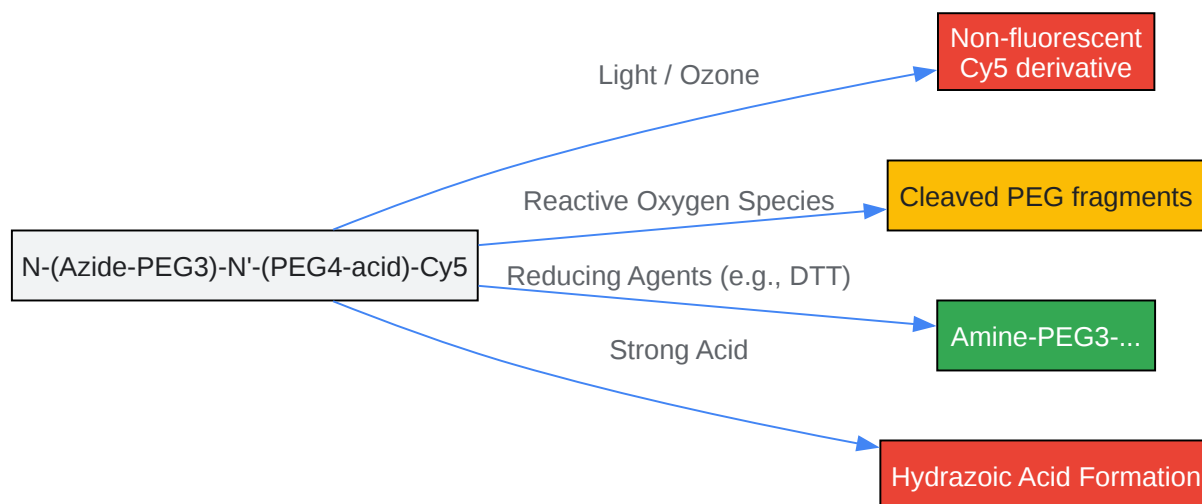 Non-fluorescent
Cy5 derivative
Light / Ozone
Cleaved PEG fragments
Reactive Oxygen Species
N-(Azide-PEG3)-N'-(PEG4-acid)-Cy5
Reducing Agents (e.g., DTT)
Amine-PEG3-...
Strong Acid
Hydrazoic Acid Formation